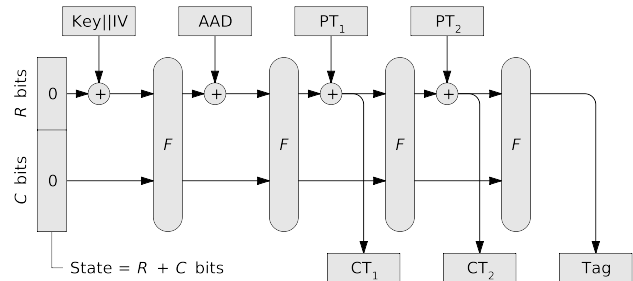 Key||IV
AAD
PT1
PT2
R bits
0
+
+
+
+
F
F
F
F
C bits
0
State = R + C bits
CT1
CT2
Tag